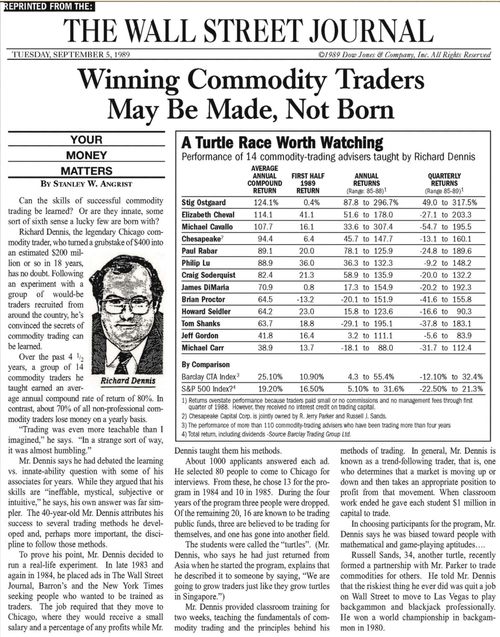 REPRINTED FROM THE:
THE WALL STREET JOURNAL
TUESDAY, SEPTEMBER 5, 1989
©1989 Dow Jones & Company, Inc. All Rights Reserved
Winning Commodity Traders
May Be Made, Not Born
YOUR
MONEY
MATTERS
BY STANLEY W. ANGRIST
Can the skills of successful commodity
trading be learned? Or are they innate, some
sort of sixth sense a lucky few are born with?
Richard Dennis, the legendary Chicago com-
modity trader, who turned a grubstake of $400 into
an estimated $200 mil-
lion or so in 18 years,
has no doubt. Following
an experiment with a
group of would-be
traders recruited from
around the country, he's
convinced the secrets of
commodity trading can
be learned.
Over the past 4 1/2
years, a group of 14
commodity traders he
taught earned an aver-
age annual compound rate of return of 80%. In
contrast, about 70% of all non-professional com-
modity traders lose money on a yearly basis.
"Trading was even more teachable than I
imagined," he says. "In a strange sort of way,
it was almost humbling."
Mr. Dennis says he had debated the learning
vs. innate-ability question with some of his
associates for years. While they argued that his
skills are "ineffable, mystical, subjective or
intuitive," he says, his own answer was far sim-
pler. The 40-year-old Mr. Dennis attributes his
success to several trading methods he devel-
oped and, perhaps more important, the disci-
pline to follow those methods.
To prove his point, Mr. Dennis decided to
run a real-life experiment. In late 1983 and
again in 1984, he placed ads in The Wall Street
Journal, Barron's and the New York Times
seeking people who wanted to be trained as
traders. The job required that they move to
Chicago, where they would receive a small
salary and a percentage of any profits while Mr.
Richard Dennis
A Turtle Race Worth Watching
Performance of 14 commodity-trading advisers taught by Richard Dennis
AVERAGE ANNUAL COMPOUND RETURN FIRST HALF 1989 RETURN ANNUAL RETURNS (Range: 85-88)1 QUARTERLY RETURNS (Range 85-89)1
Stig Ostgaard 124.1% 0.4% 87.8 to 296.7% 49.0 to 317.5%
Elizabeth Cheval 114.1 41.1 51.6 to 178.0 -27.1 to 203.3
Michael Cavallo 107.7 16.1 33.6 to 307.4 -54.7 to 195.5
Chesapeake2 94.4 6.4 45.7 to 147.7 -13.1 to 160.1
Paul Rabar 89.1 20.0 78.1 to 125.9 -24.8 to 189.6
Philip Lu 88.9 36.0 36.3 to 132.3 -9.2 to 148.2
Craig Soderquist 82.4 21.3 58.9 to 135.9 -20.0 to 132.2
James DiMaria 70.9 0.8 17.3 to 154.9 -20.2 to 192.3
Brian Proctor 64.5 -13.2 -20.1 to 151.9 -41.6 to 155.8
Howard Seidler 64.2 23.0 15.8 to 123.6 -16.6 to 90.3
Tom Shanks 63.7 18.8 -29.1 to 195.1 -37.8 to 183.1
Jeff Gordon 41.8 16.4 3.2 to 111.1 -5.6 to 83.9
Michael Carr 38.9 13.7 -18.1 to 88.0 -31.7 to 112.4
By Comparison
Barclay CTA Index3 25.10% 10.90% 4.3 to 55.4% -12.10% to 32.4%
S&P 500 Index?4 19.20% 16.50% 5.10% to 31.6% -22.50% to 21.3%
1) Returns overstate performance because traders paid small or no commissions and no management fees through first
quarter of 1988. However, they received no interest credit on trading capital.
2) Chesapeake Capital Corp. is jointly owned by R. Jerry Parker and Russell J. Sands.
3) The performance of more than 110 commodity-trading advisers who have been trading more than four years
4) Total return, including dividends -Source Barclay Trading Group Ltd.
Dennis taught them his methods.
About 1000 applicants answered each ad.
He selected 80 people to come to Chicago for
interviews. From these, he chose 13 for the pro-
gram in 1984 and 10 in 1985. During the four
years of the program three people were dropped.
Of the remaining 20, 16 are known to be trading
public funds, three are believed to be trading for
themselves, and one has gone into another field.
The students were called the "turtles". (Mr.
Dennis, who says he had just returned from
Asia when he started the program, explains that
he described it to someone by saying, "We are
going to grow traders just like they grow turtles
in Singapore.")
Mr. Dennis provided classroom training for
two weeks, teaching the fundamentals of com-
modity trading and the principles behind his
methods of trading. In general, Mr. Dennis is
known as a trend-following trader, that is, one
who determines that a market is moving up or
down and then takes an appropriate position to
profit from that movement. When classroom
work ended he gave each student $1 million in
capital to trade.
In choosing participants for the program, Mr.
Dennis says he was biased toward people with
mathematical and game-playing aptitudes....
Russell Sands, 34, another turtle, recently
formed a partnership with Mr. Parker to trade
commodities for others. He told Mr. Dennis
that the riskiest thing he ever did was quit a job
on Wall Street to move to Las Vegas to play
backgammon and blackjack professionally.
He won a world championship in backgam-
mon in 1980.